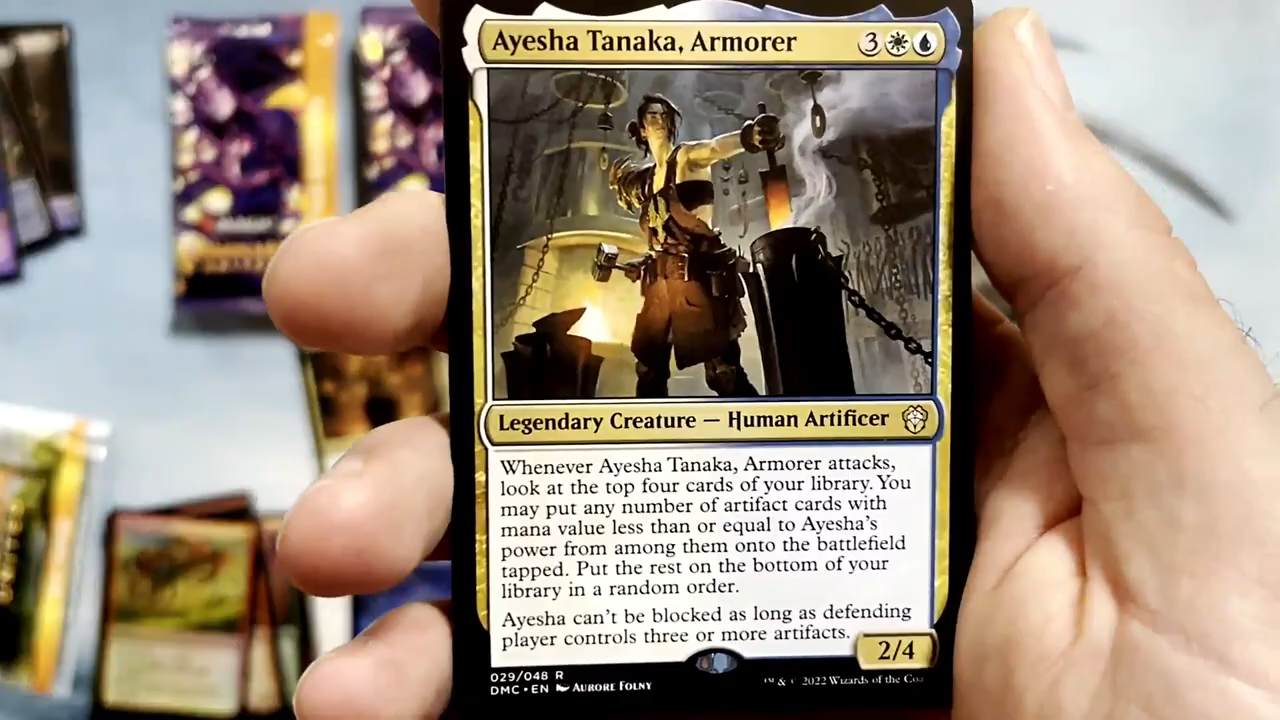 Ayesha Tanaka, Armorer 3
Legendary Creature — Human Artificer
Whenever Ayesha Tanaka, Armorer attacks,
look at the top four cards of your library. You
may put any number of artifact cards with
mana value less than or equal to Ayesha's
power from among them onto the battlefield
tapped. Put the rest on the bottom of your
library in a random order.
Ayesha can't be blocked as long as defending
player controls three or more artifacts.
2/4
029/048 R
DMC • EN Aurore Folny
™ & © 2022 Wizards of the